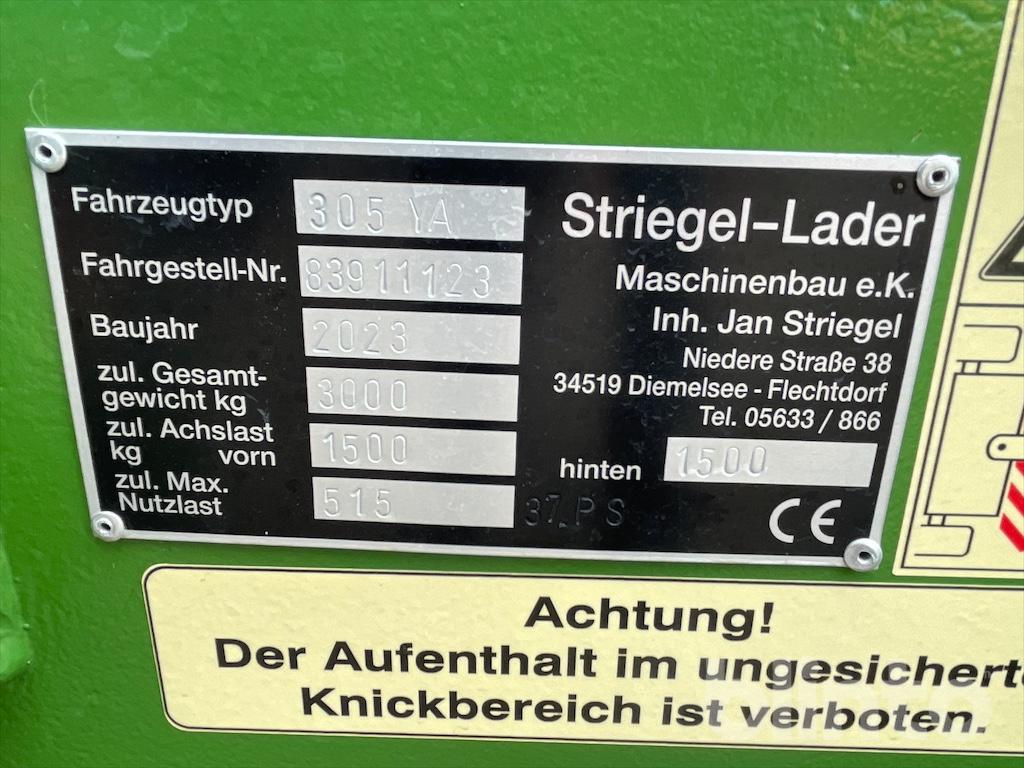 Fahrzeugtyp 305 YA
Fahrgestell-Nr. 83911123
Baujahr 2023
zul. Gesamt-
gewicht kg 3000
zul. Achslast
kg vorn 1500
hinten 1500
zul. Max.
Nutzlast 515 37 PS
Striegel-Lader
Maschinenbau e.K.
Inh. Jan Striegel
Niedere Straße 38
34519 Diemelsee - Flechtdorf
Tel. 05633 / 866
CE
Achtung!
Der Aufenthalt im ungesicherte
Knickbereich ist verboten.